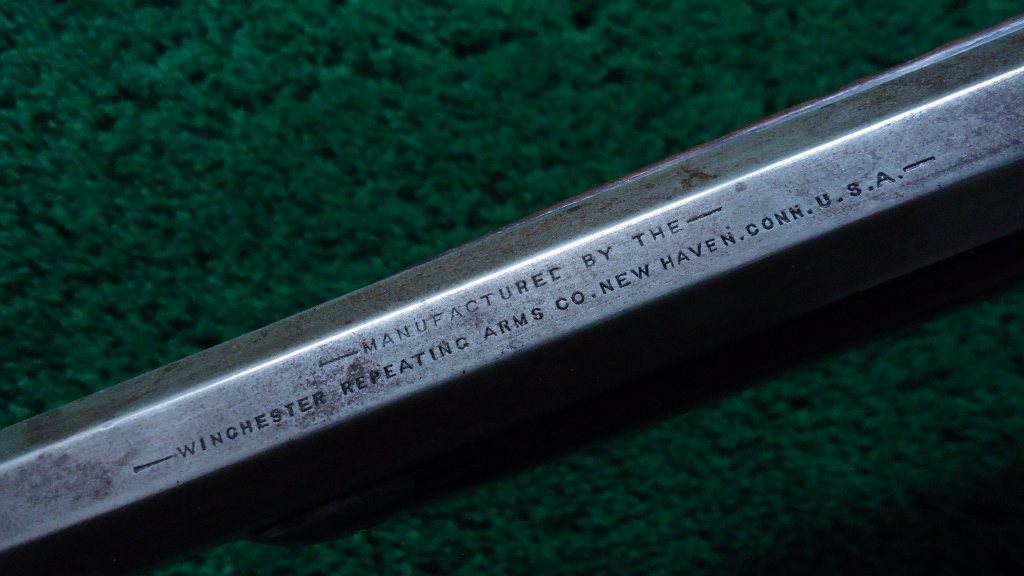 —MANUFACTURED BY THE—
—WINCHESTER REPEATING ARMS CO. NEW HAVEN. CONN. U.S.A.—